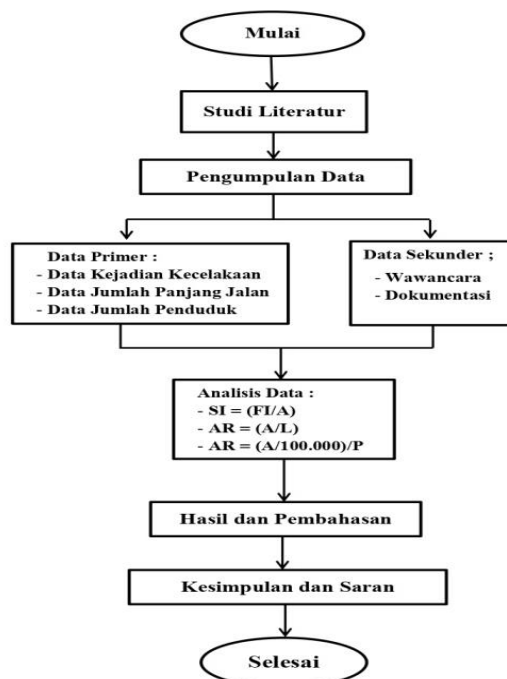 Mulai
Studi Literatur
Pengumpulan Data
Data Primer :
- Data Kejadian Kecelakaan
- Data Jumlah Panjang Jalan
- Data Jumlah Penduduk
Data Sekunder ;
- Wawancara
- Dokumentasi
Analisis Data :
- SI = (FI/A)
- AR = (A/L)
- AR = (A/100.000)/P
Hasil dan Pembahasan
Kesimpulan dan Saran
Selesai